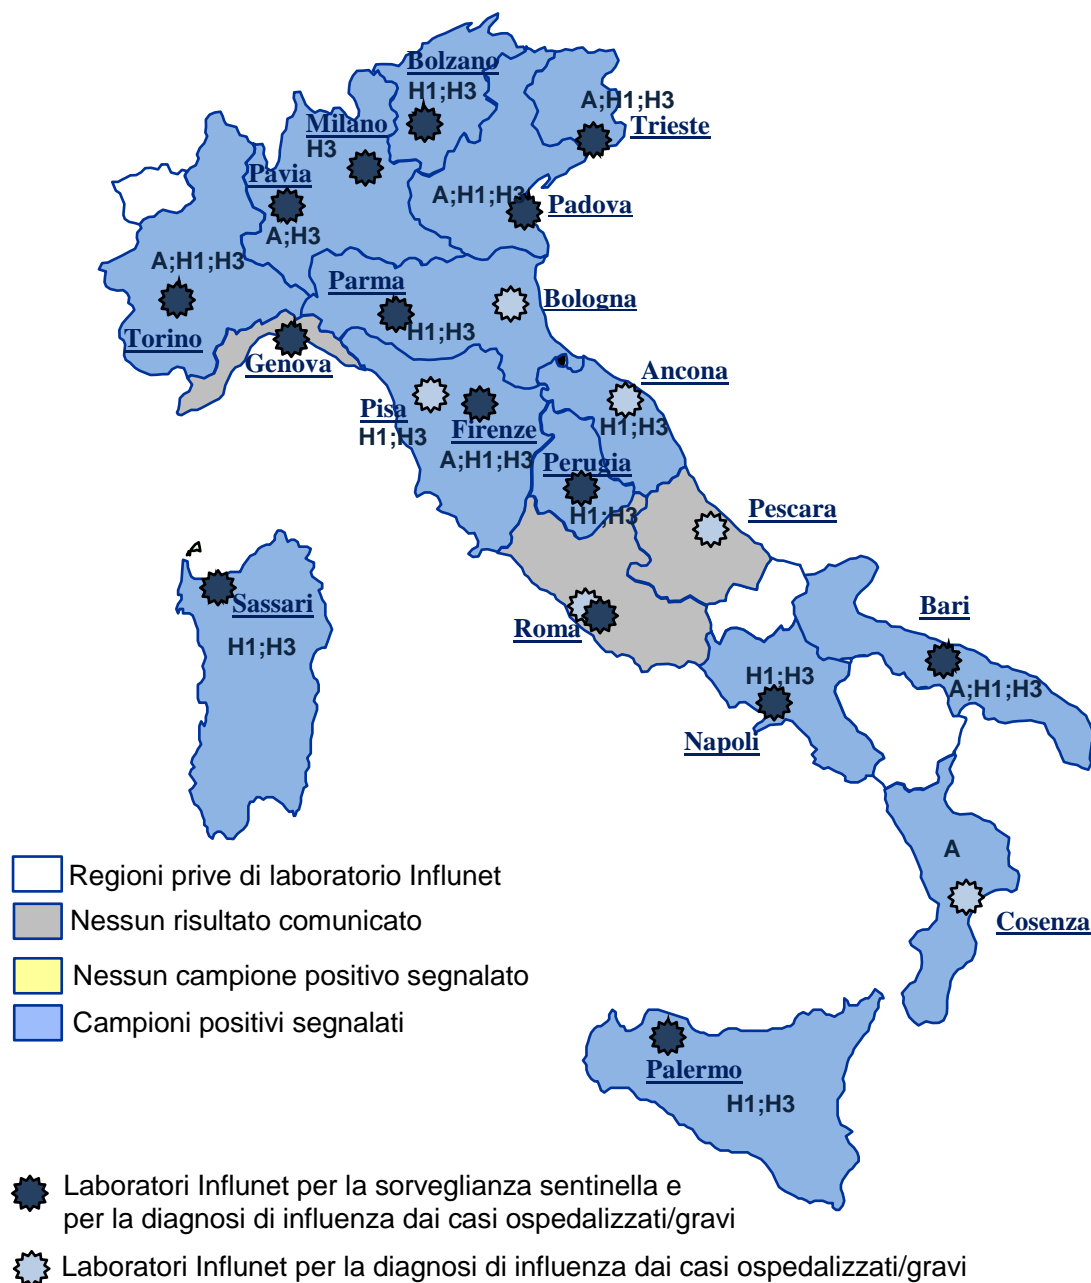 Bolzano
H1;H3
A;H1;H3
Trieste
Milano
H3
Pavia
A;H3
A;H1;H3
Padova
A;H1;H3
Torino
Parma
H1;H3
Bologna
Genova
Ancona
H1;H3
Pisa
H1;H3
Firenze
A;H1;H3
Perugia
H1;H3
Pescara
A
Sassari
H1;H3
Roma
Bari
A;H1;H3
H1;H3
Napoli
A
Cosenza
Palermo
H1;H3
Regioni prive di laboratorio Influnet
Nessun risultato comunicato
Nessun campione positivo segnalato
Campioni positivi segnalati
Laboratori Influnet per la sorveglianza sentinella e
per la diagnosi di influenza dai casi ospedalizzati/gravi
Laboratori Influnet per la diagnosi di influenza dai casi ospedalizzati/gravi